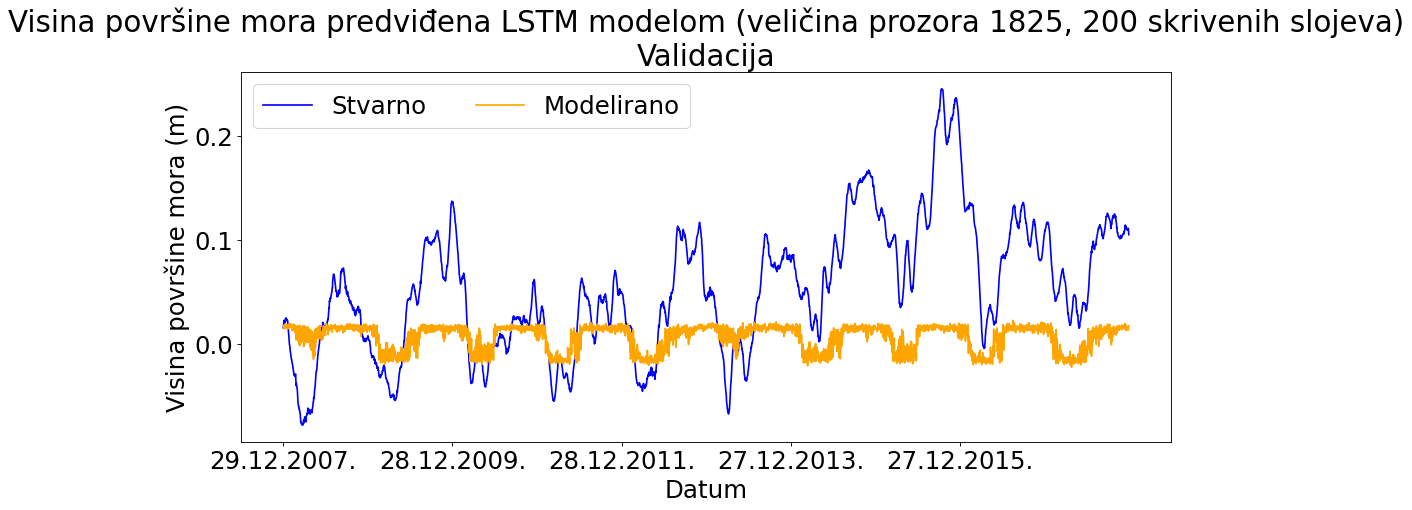 Visina površine mora predviđena LSTM modelom (veličina prozora 1825, 200 skrivenih slojeva)
Validacija
Stvarno
Modelirano
Visina površine mora (m)
0.2
0.1
0.0
29.12.2007.
28.12.2009.
28.12.2011.
27.12.2013.
27.12.2015.
Datum